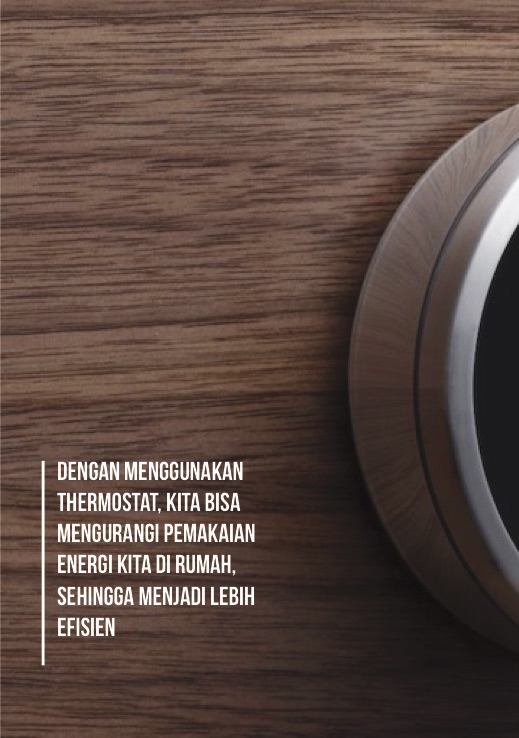 DENGAN MENGGUNAKAN
THERMOSTAT, KITA BISA
MENGURANGI PEMAKAIAN
ENERGI KITA DI RUMAH,
SEHINGGA MENJADI LEBIH
EFISIEN